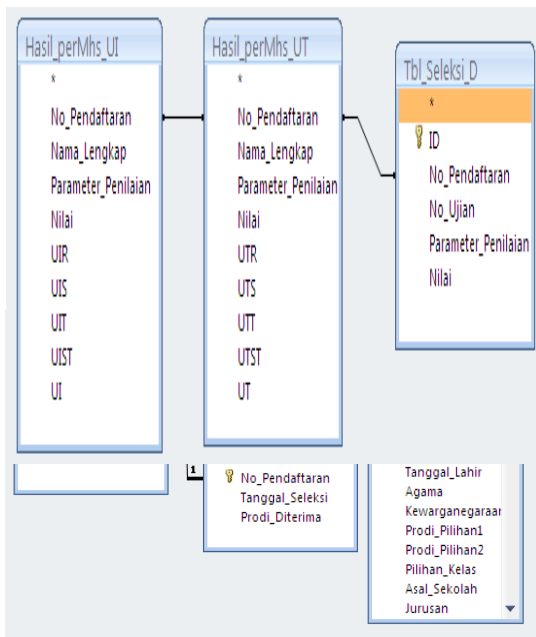 Hasil_perMhs_UI
*
No_Pendaftaran
Nama_Lengkap
Parameter_Penilaian
Nilai
UIR
UIS
UIT
UIST
UI
Hasil_perMhs_UT
*
No_Pendaftaran
Nama_Lengkap
Parameter_Penilaian
Nilai
UTR
UTS
UTT
UTST
UT
Tbl_Seleksi_D
*
ID
No_Pendaftaran
No_Ujian
Parameter_Penilaian
Nilai
1
No_Pendaftaran
Tanggal_Seleksi
Prodi_Diterima
Tanggal_Lahir
Agama
Kewarganegaraar
Prodi_Pilihan1
Prodi_Pilihan2
Pilihan_Kelas
Asal_Sekolah
Jurusan